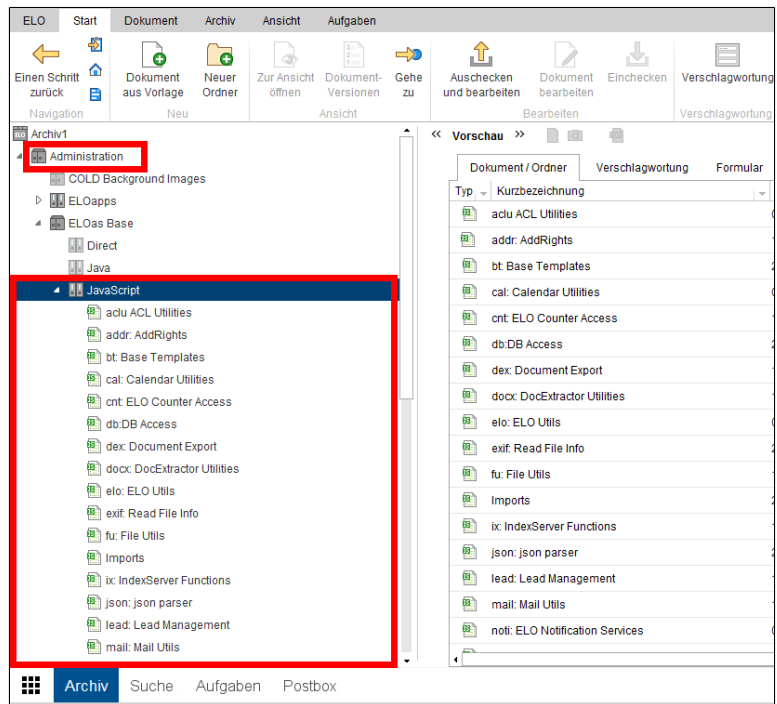 ELO Start Dokument Archiv Ansicht Aufgaben
Einen Schritt zurück
Dokument aus Vorlage
Neuer Ordner
Zur Ansicht öffnen
Dokument-Versionen
Gehe zu
Auschecken und bearbeiten
Dokument bearbeiten
Einchecken
Verschlagwortung
Navigation Neu Ansicht Bearbeiten Verschlagwortung
Archiv1
Administration
COLD Background Images
ELOapps
ELOas Base
Direct
Java
JavaScript
aclu ACL Utilities
addr: AddRights
bt: Base Templates
cal: Calendar Utilities
cnt: ELO Counter Access
db:DB Access
dex: Document Export
docx: DocExtractor Utilities
elo: ELO Utils
exif: Read File Info
fu: File Utils
Imports
ix: IndexServer Functions
json: json parser
lead: Lead Management
mail: Mail Utils
Vorschau
Dokument / Ordner Verschlagwortung Formular
Typ Kurzbezeichnung
aclu ACL Utilities
addr: AddRights
bt: Base Templates
cal: Calendar Utilities
cnt: ELO Counter Access
db:DB Access
dex: Document Export
docx: DocExtractor Utilities
elo: ELO Utils
exif: Read File Info
fu: File Utils
Imports
ix: IndexServer Functions
json: json parser
lead: Lead Management
mail: Mail Utils
noti: ELO Notification Services
Archiv Suche Aufgaben Postbox